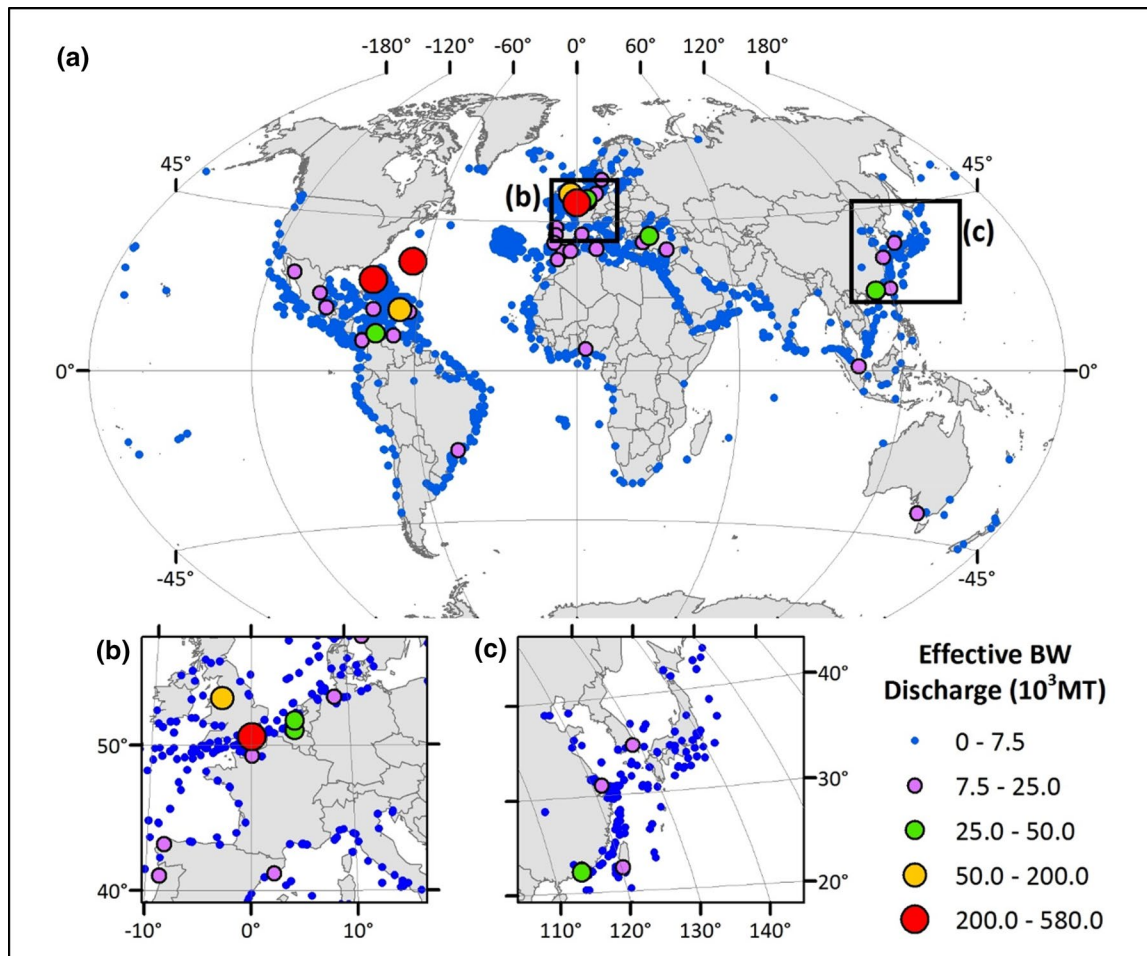 (a)
-180° -120° -60° 0° 60° 120° 180°
45° 45°
(b)
(c)
0° 0°
-45° -45°
(b)
50°
40°
-10° 0° 10°
(c)
40°
30°
20°
110° 120° 130° 140°
Effective BW
Discharge (10³MT)
0 - 7.5
7.5 - 25.0
25.0 - 50.0
50.0 - 200.0
200.0 - 580.0